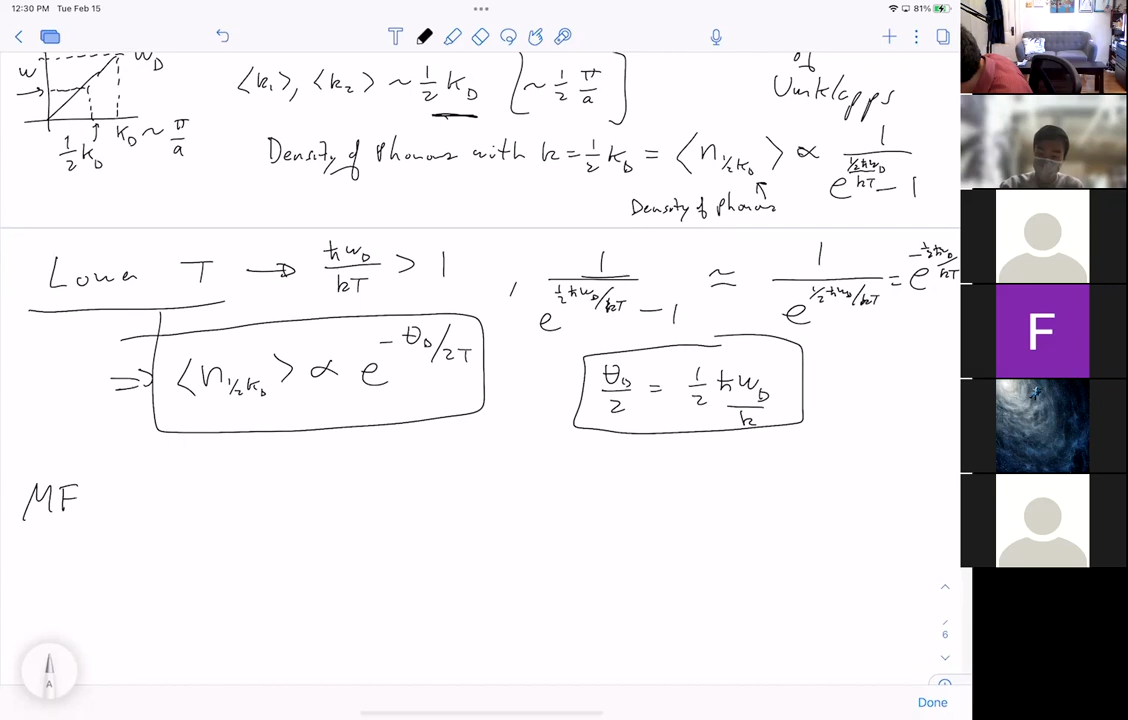 12:30 PM Tue Feb 15
81%
T
ω
ω_D
½ k_D
k_D ~ π/a
⟨k₁⟩, ⟨k₂⟩ ~ ½ k_D [~ ½ π/a]
of
Umklapps
Density of phonons with k = ½ k_D = ⟨n_{½k_D}⟩ ∝ 1/(e^{½ħω_D/kT} − 1)
Density of phonons
Lower T → ħω_D/kT > 1 , 1/(e^{½ħω_D/kT} − 1) ≃ 1/e^{½ħω_D/kT} = e^{−½ħω_D/kT}
⇒ ⟨n_{½k_D}⟩ ∝ e^{−θ_D/2T}
θ_D/2 = ½ ħω_D/k
MF
F
A
6
Done